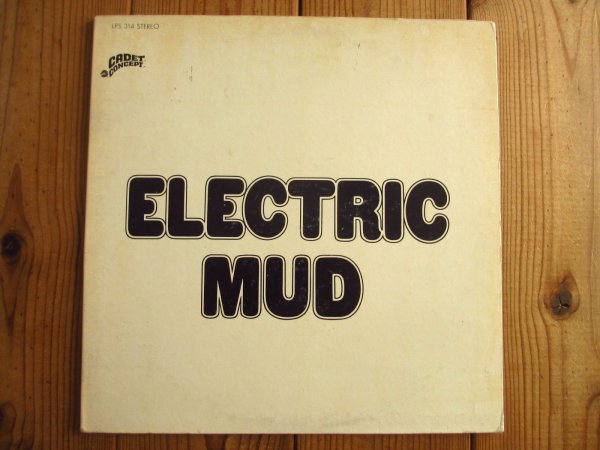 LPS 314 STEREO
CADET
CONCEPT
ELECTRIC
MUD